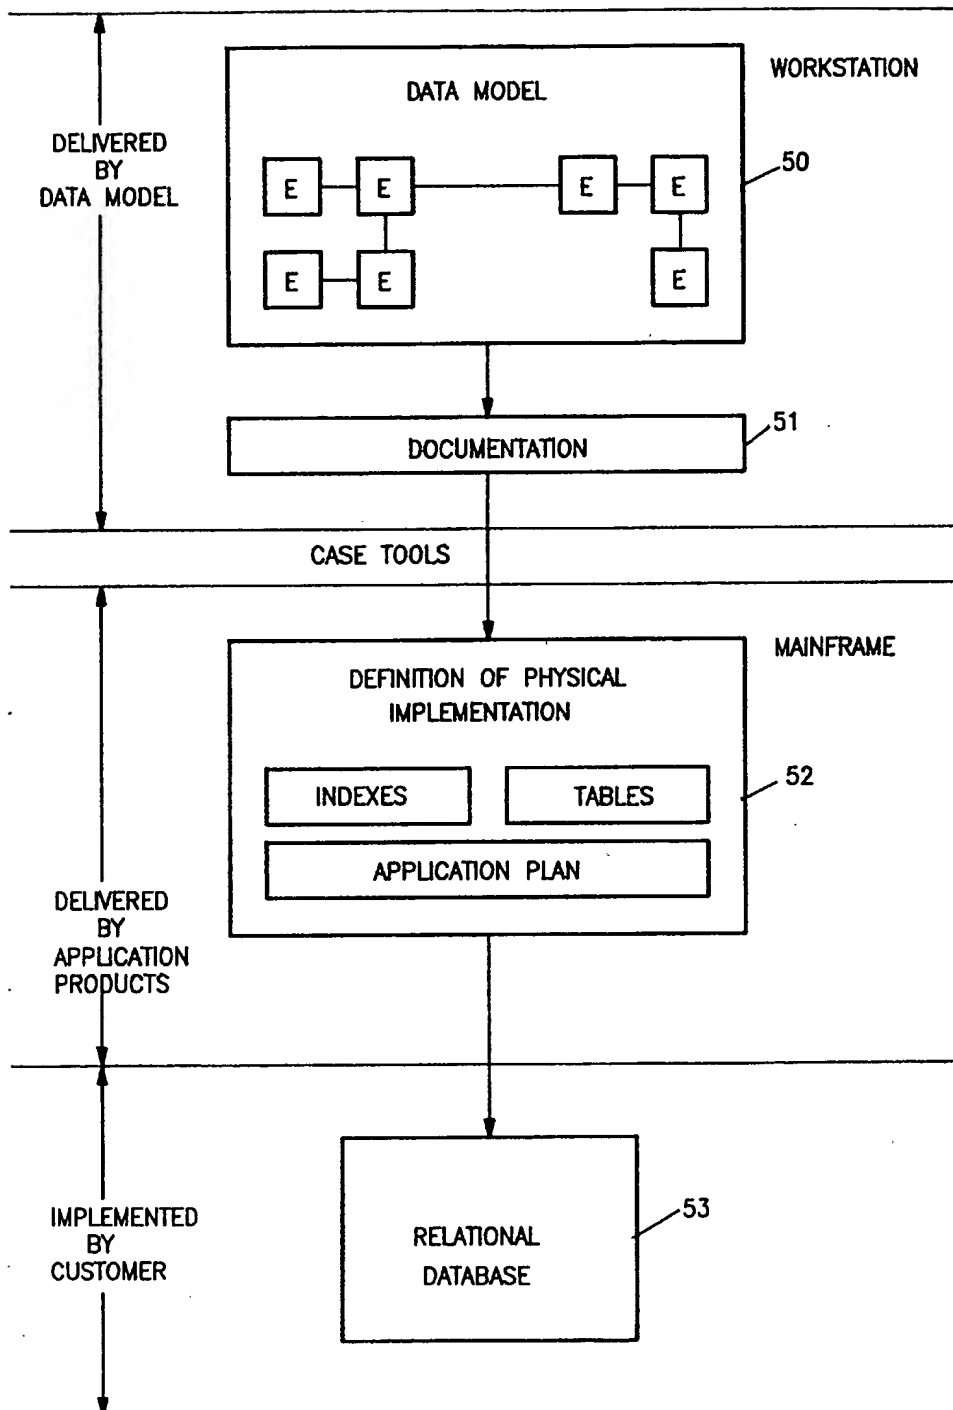 WORKSTATION
DATA MODEL
DELIVERED
BY
DATA MODEL
50
E E E E
E E E
51
DOCUMENTATION
CASE TOOLS
MAINFRAME
DEFINITION OF PHYSICAL
IMPLEMENTATION
52
INDEXES TABLES
APPLICATION PLAN
DELIVERED
BY
APPLICATION
PRODUCTS
53
IMPLEMENTED
BY
CUSTOMER
RELATIONAL
DATABASE